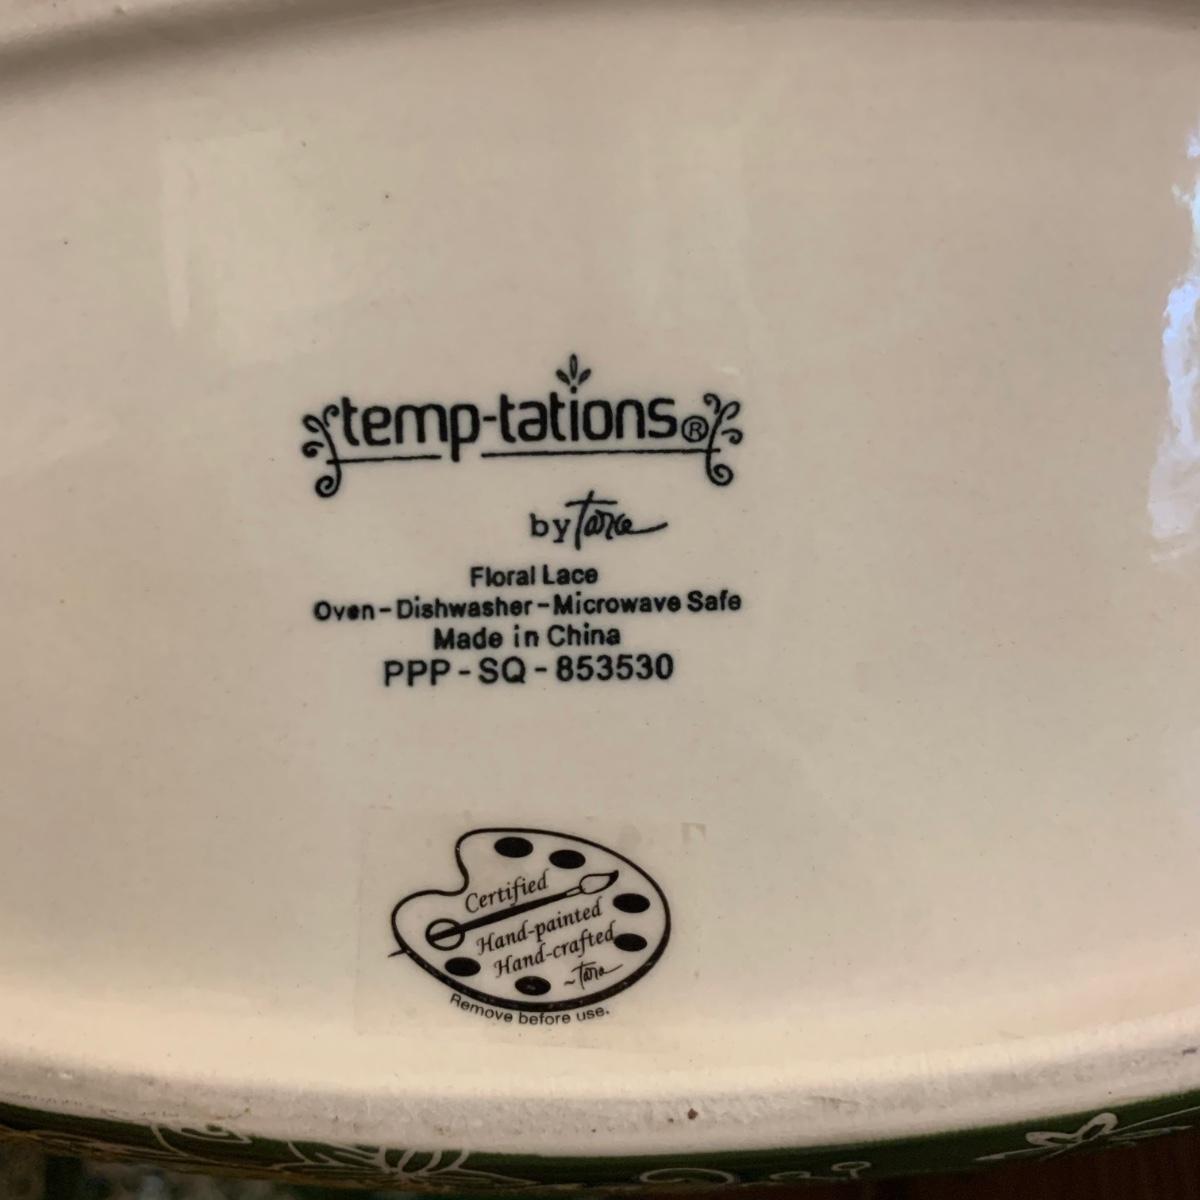 temp-tations®
by Tara
Floral Lace
Oven-Dishwasher-Microwave Safe
Made in China
PPP-SQ-853530
Certified
Hand-painted
Hand-crafted
~Tara
Remove before use.